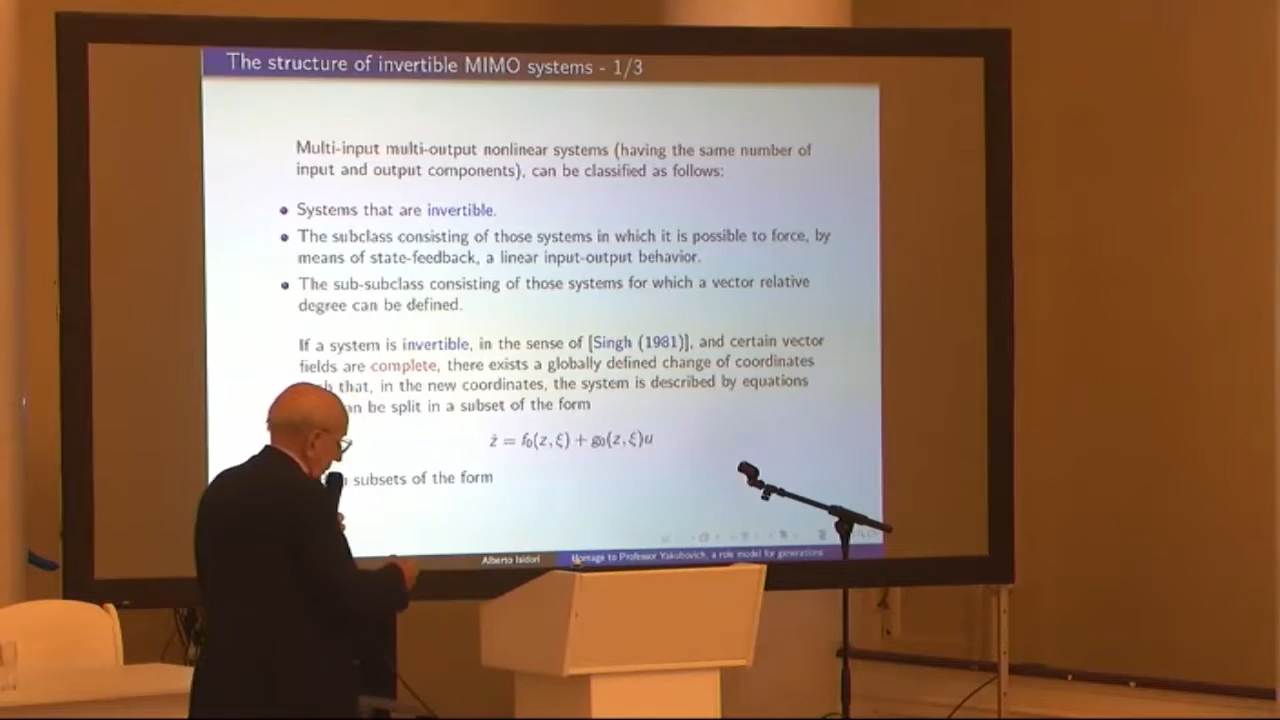 The structure of invertible MIMO systems - 1/3
Multi-input multi-output nonlinear systems (having the same number of
input and output components), can be classified as follows:
• Systems that are invertible.
• The subclass consisting of those systems in which it is possible to force, by
means of state-feedback, a linear input-output behavior.
• The sub-subclass consisting of those systems for which a vector relative
degree can be defined.
If a system is invertible, in the sense of [Singh (1981)], and certain vector
fields are complete, there exists a globally defined change of coordinates
that, in the new coordinates, the system is described by equations
be split in a subset of the form
ż = f₀(z, ξ) + g₀(z, ξ)u
subsets of the form
Alberto Isidori Homage to Professor Yakubovich, a role model for generations